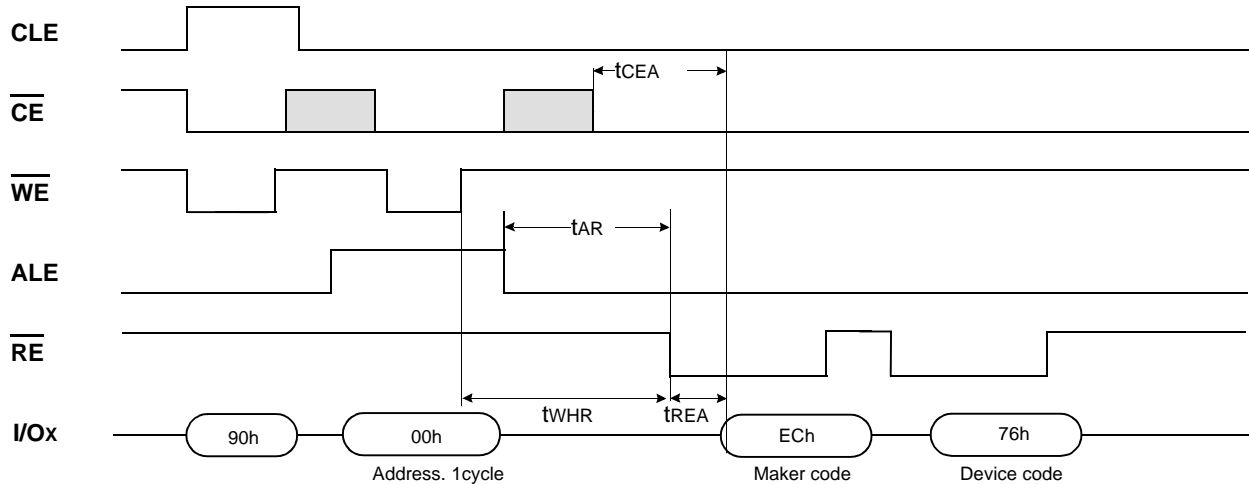 CLE
tCEA
CE
WE
tAR
ALE
RE
tWHR tREA
I/Ox 90h 00h ECh 76h
Address. 1cycle Maker code Device code